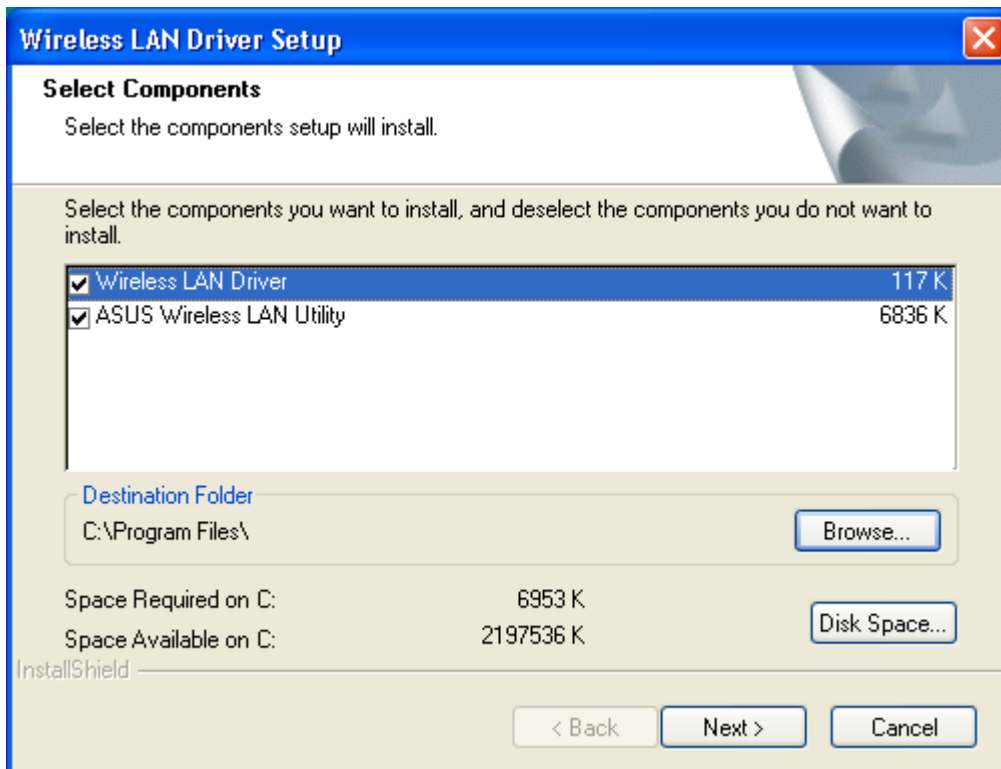 Wireless LAN Driver Setup
Select Components
Select the components setup will install.
Select the components you want to install, and deselect the components you do not want to
install.
Wireless LAN Driver 117 K
ASUS Wireless LAN Utility 6836 K
Destination Folder
C:\Program Files\ Browse...
Space Required on C: 6953 K
Space Available on C: 2197536 K
Disk Space...
InstallShield
< Back Next > Cancel